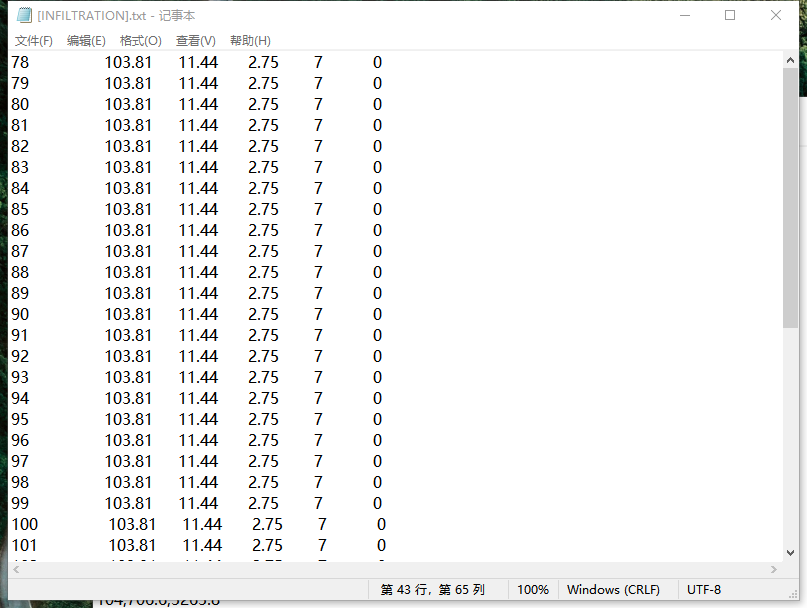 [INFILTRATION].txt - 记事本
文件(F) 编辑(E) 格式(O) 查看(V) 帮助(H)
78 103.81 11.44 2.75 7 0
79 103.81 11.44 2.75 7 0
80 103.81 11.44 2.75 7 0
81 103.81 11.44 2.75 7 0
82 103.81 11.44 2.75 7 0
83 103.81 11.44 2.75 7 0
84 103.81 11.44 2.75 7 0
85 103.81 11.44 2.75 7 0
86 103.81 11.44 2.75 7 0
87 103.81 11.44 2.75 7 0
88 103.81 11.44 2.75 7 0
89 103.81 11.44 2.75 7 0
90 103.81 11.44 2.75 7 0
91 103.81 11.44 2.75 7 0
92 103.81 11.44 2.75 7 0
93 103.81 11.44 2.75 7 0
94 103.81 11.44 2.75 7 0
95 103.81 11.44 2.75 7 0
96 103.81 11.44 2.75 7 0
97 103.81 11.44 2.75 7 0
98 103.81 11.44 2.75 7 0
99 103.81 11.44 2.75 7 0
100 103.81 11.44 2.75 7 0
101 103.81 11.44 2.75 7 0
第 43 行，第 65 列 100% Windows (CRLF) UTF-8